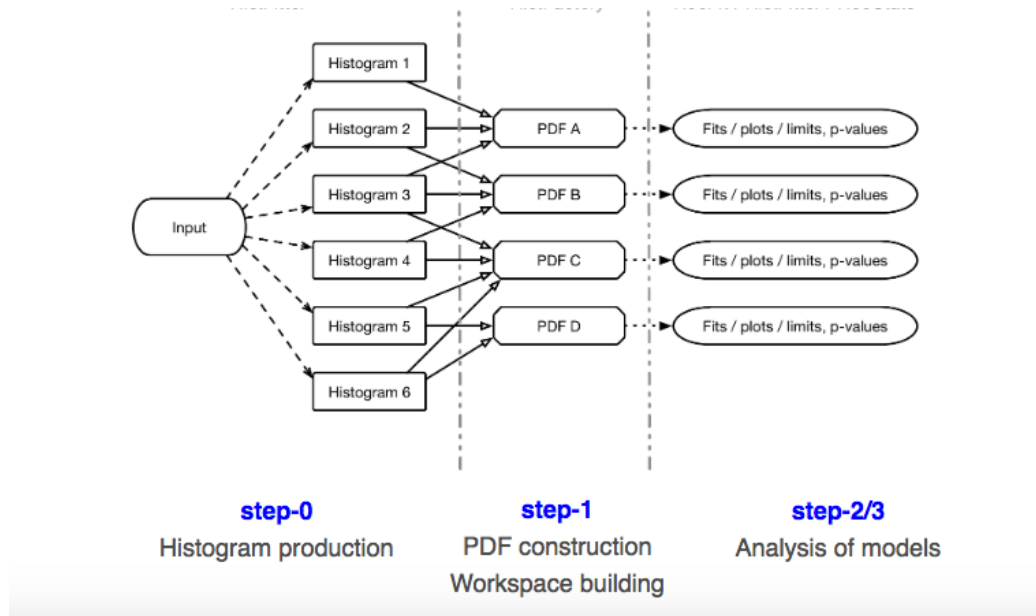 Histogram 1
Histogram 2
PDF A
Fits / plots / limits, p-values
Histogram 3
PDF B
Fits / plots / limits, p-values
Input
Histogram 4
PDF C
Fits / plots / limits, p-values
Histogram 5
PDF D
Fits / plots / limits, p-values
Histogram 6
step-0
step-1
step-2/3
Histogram production
PDF construction
Analysis of models
Workspace building